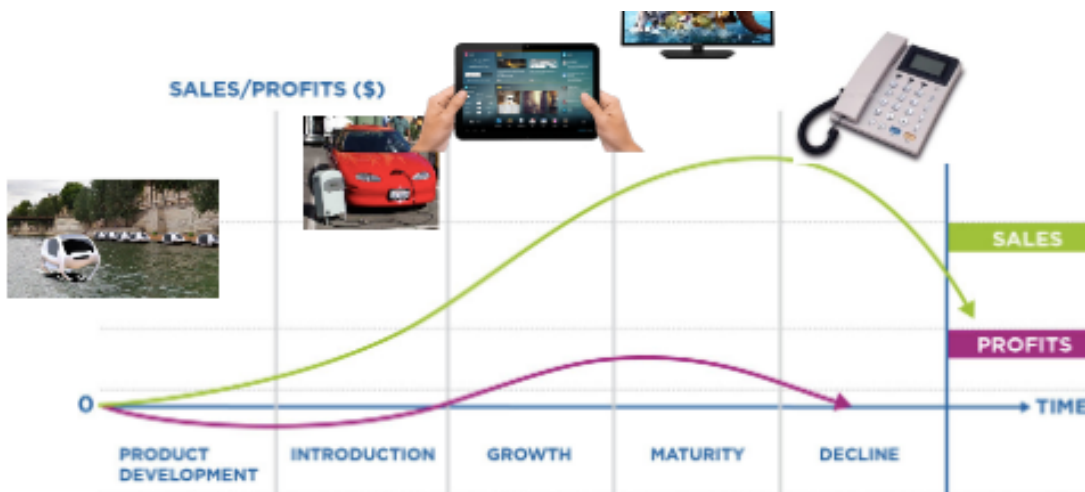 SALES/PROFITS ($)
SALES
PROFITS
0
TIME
PRODUCT
DEVELOPMENT
INTRODUCTION
GROWTH
MATURITY
DECLINE